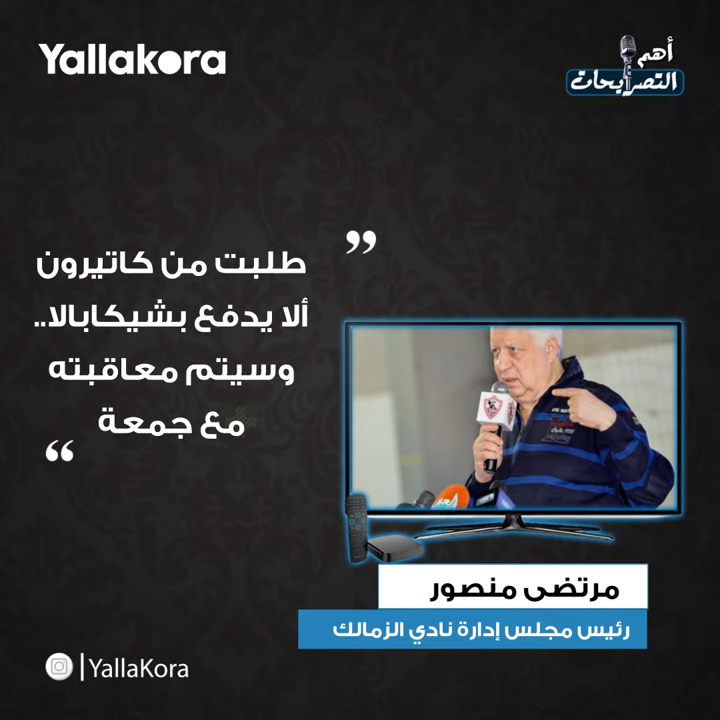 Yallakora
أهم
التصريحات
طلبت من كاتيرون
ألا يدفع بشيكابالا..
وسيتم معاقبته
مع جمعة
مرتضى منصور
رئيس مجلس إدارة نادي الزمالك
YallaKora